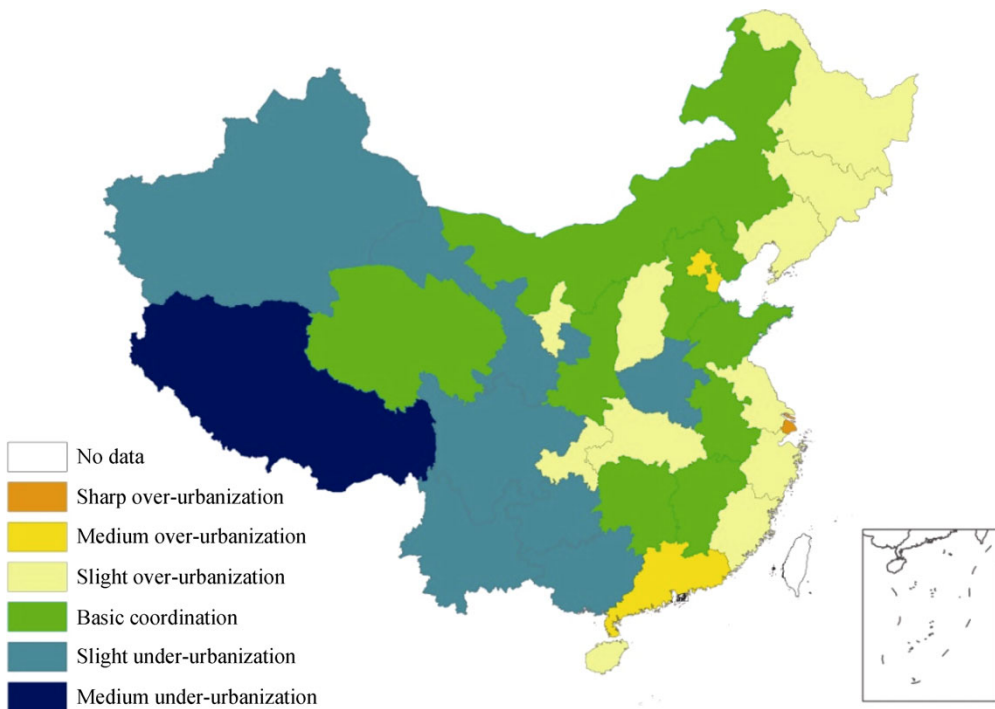 No data
Sharp over-urbanization
Medium over-urbanization
Slight over-urbanization
Basic coordination
Slight under-urbanization
Medium under-urbanization